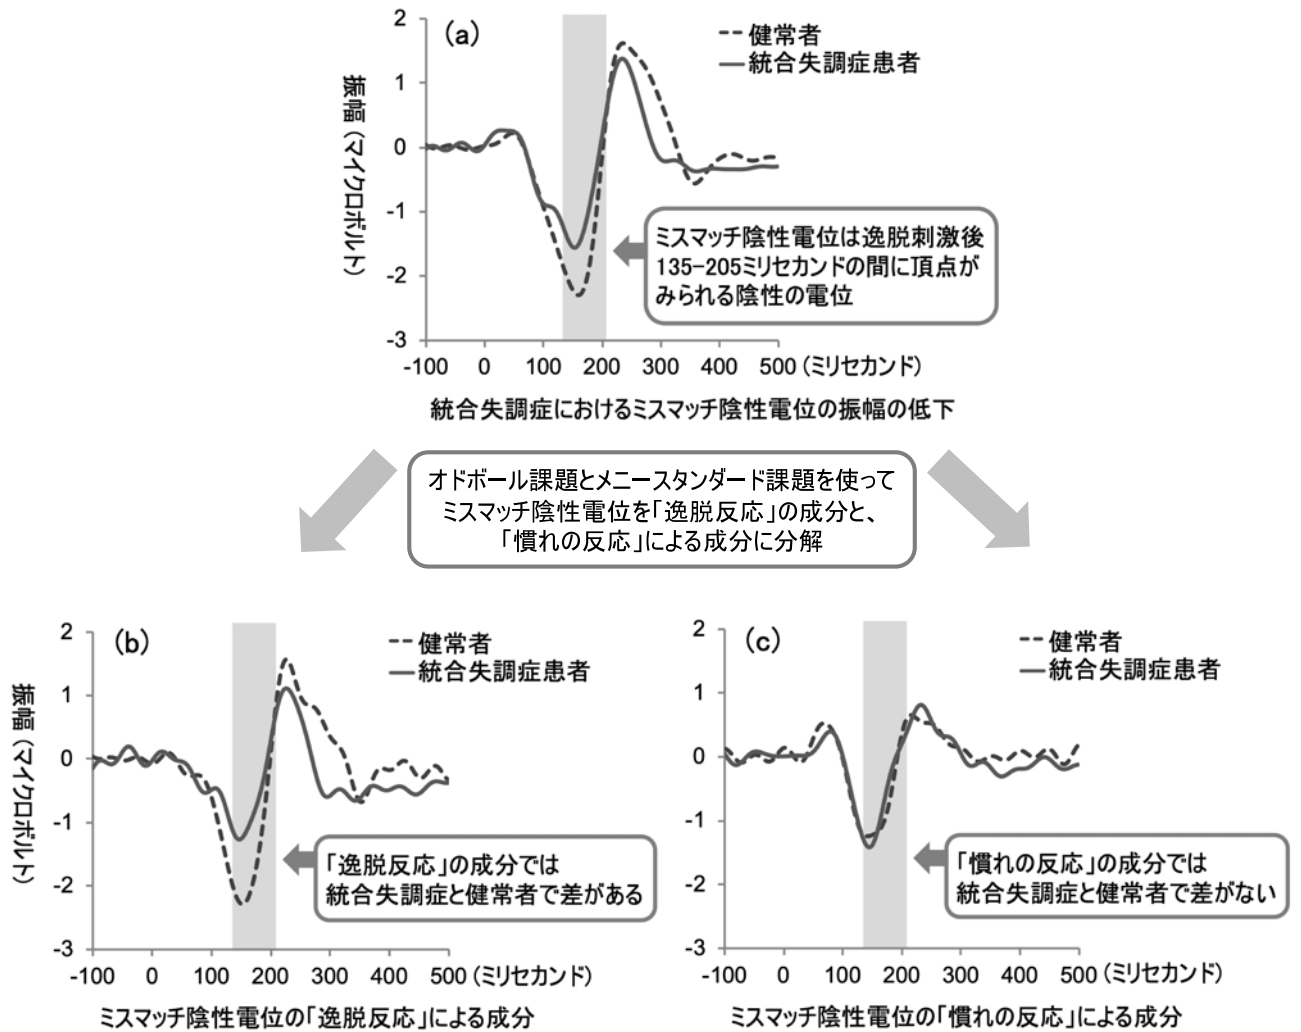 (a)
健常者
統合失調症患者
振幅(マイクロボルト)
2
1
0
-1
-2
-3
-100 0 100 200 300 400 500 (ミリセカンド)
ミスマッチ陰性電位は逸脱刺激後
135-205ミリセカンドの間に頂点が
みられる陰性の電位
統合失調症におけるミスマッチ陰性電位の振幅の低下
オドボール課題とメニースタンダード課題を使って
ミスマッチ陰性電位を「逸脱反応」の成分と、
「慣れの反応」による成分に分解
(b)
健常者
統合失調症患者
振幅(マイクロボルト)
2
1
0
-1
-2
-3
-100 0 100 200 300 400 500 (ミリセカンド)
「逸脱反応」の成分では
統合失調症と健常者で差がある
ミスマッチ陰性電位の「逸脱反応」による成分
(c)
健常者
統合失調症患者
2
1
0
-1
-2
-3
-100 0 100 200 300 400 500 (ミリセカンド)
「慣れの反応」の成分では
統合失調症と健常者で差がない
ミスマッチ陰性電位の「慣れの反応」による成分